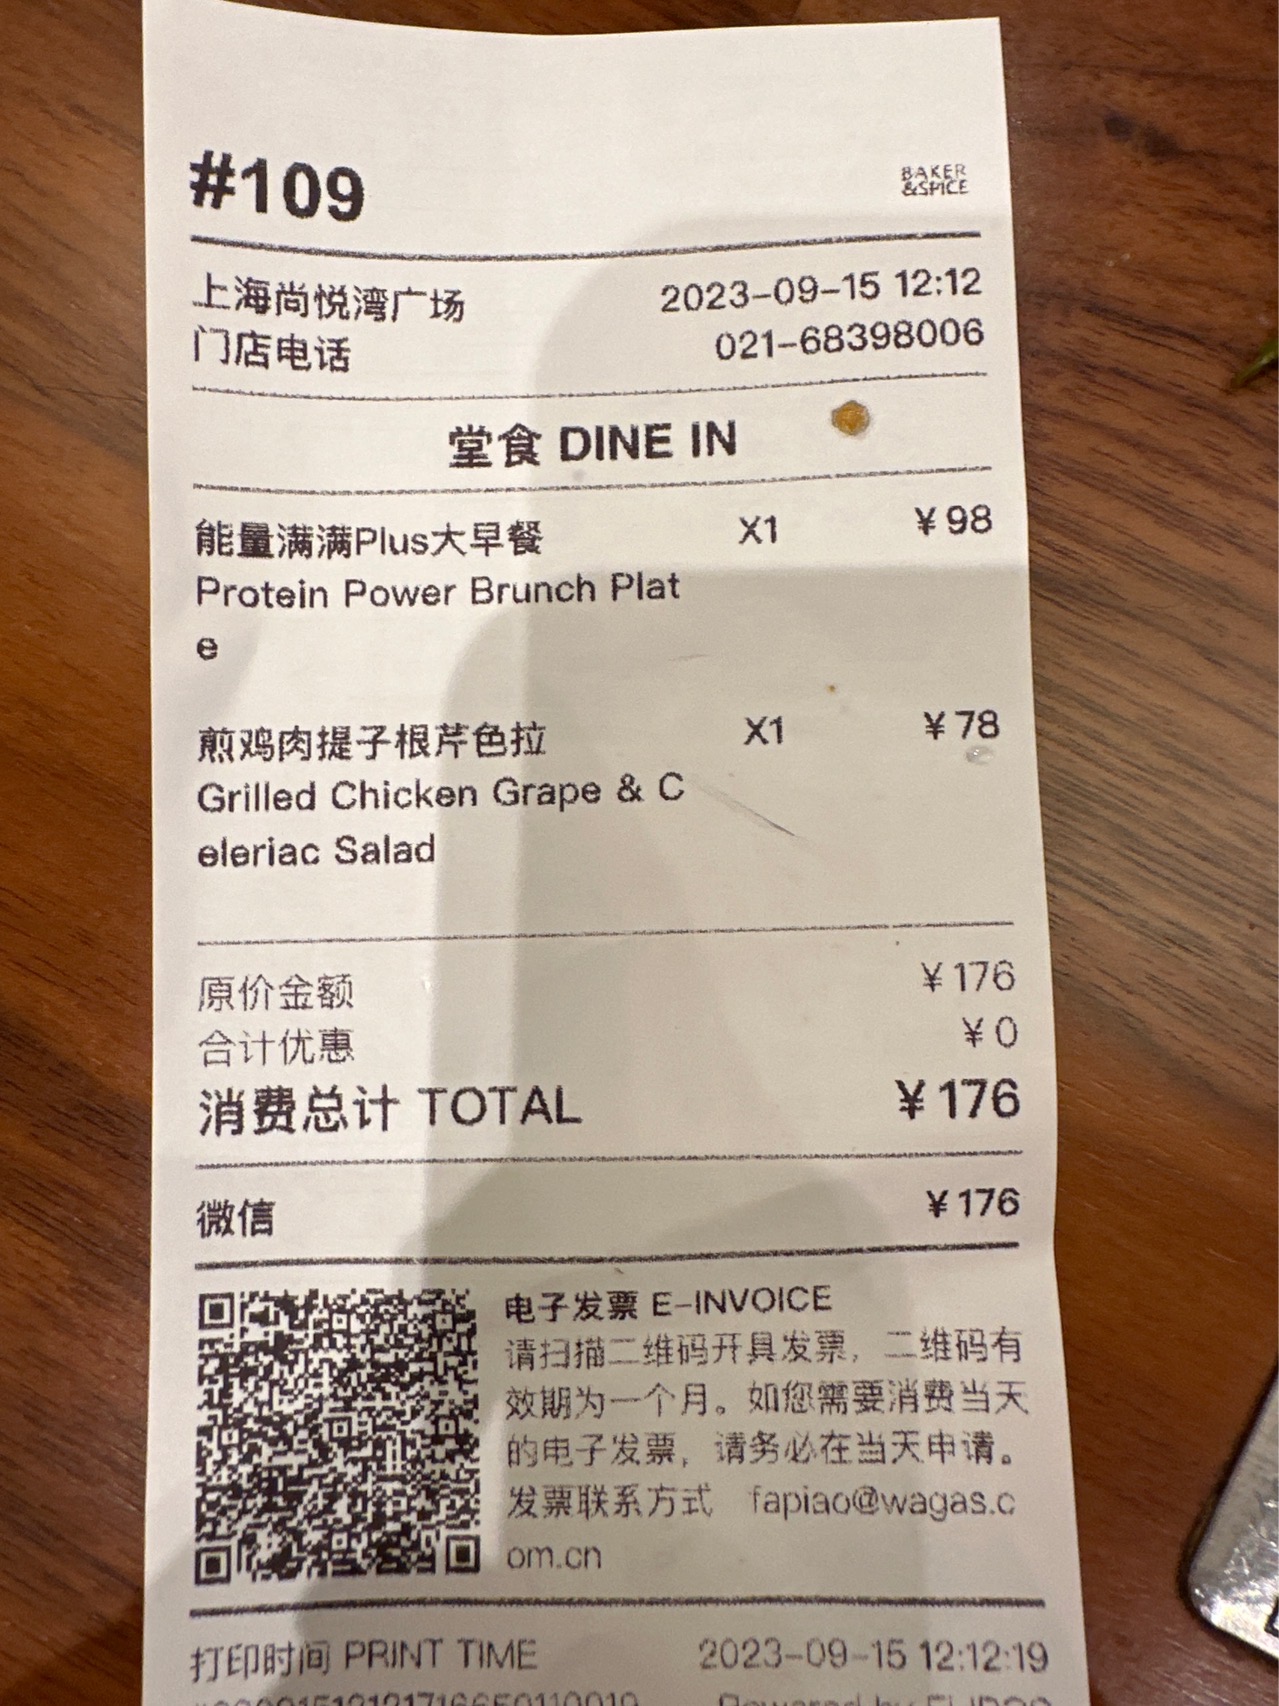 #109
BAKER
&SPICE
上海尚悦湾广场 2023-09-15 12:12
门店电话 021-68398006
堂食 DINE IN
能量满满Plus大早餐 X1 ¥98
Protein Power Brunch Plat
e
煎鸡肉提子根芹色拉 X1 ¥78
Grilled Chicken Grape & C
eleriac Salad
原价金额 ¥176
合计优惠 ¥0
消费总计 TOTAL ¥176
微信 ¥176
电子发票 E-INVOICE
请扫描二维码开具发票，二维码有
效期为一个月。如您需要消费当天
的电子发票，请务必在当天申请。
发票联系方式 fapiao@wagas.c
om.cn
打印时间 PRINT TIME 2023-09-15 12:12:19
Powered by